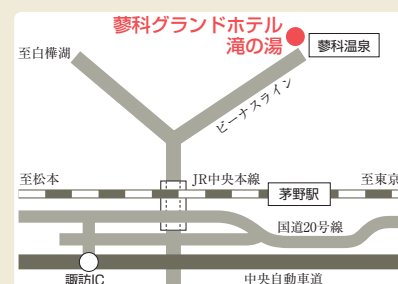 蓼科グランドホテル
滝の湯
蓼科温泉
至白樺湖
ビーナスライン
至松本
JR中央本線
茅野駅
至東京
国道20号線
諏訪IC
中央自動車道